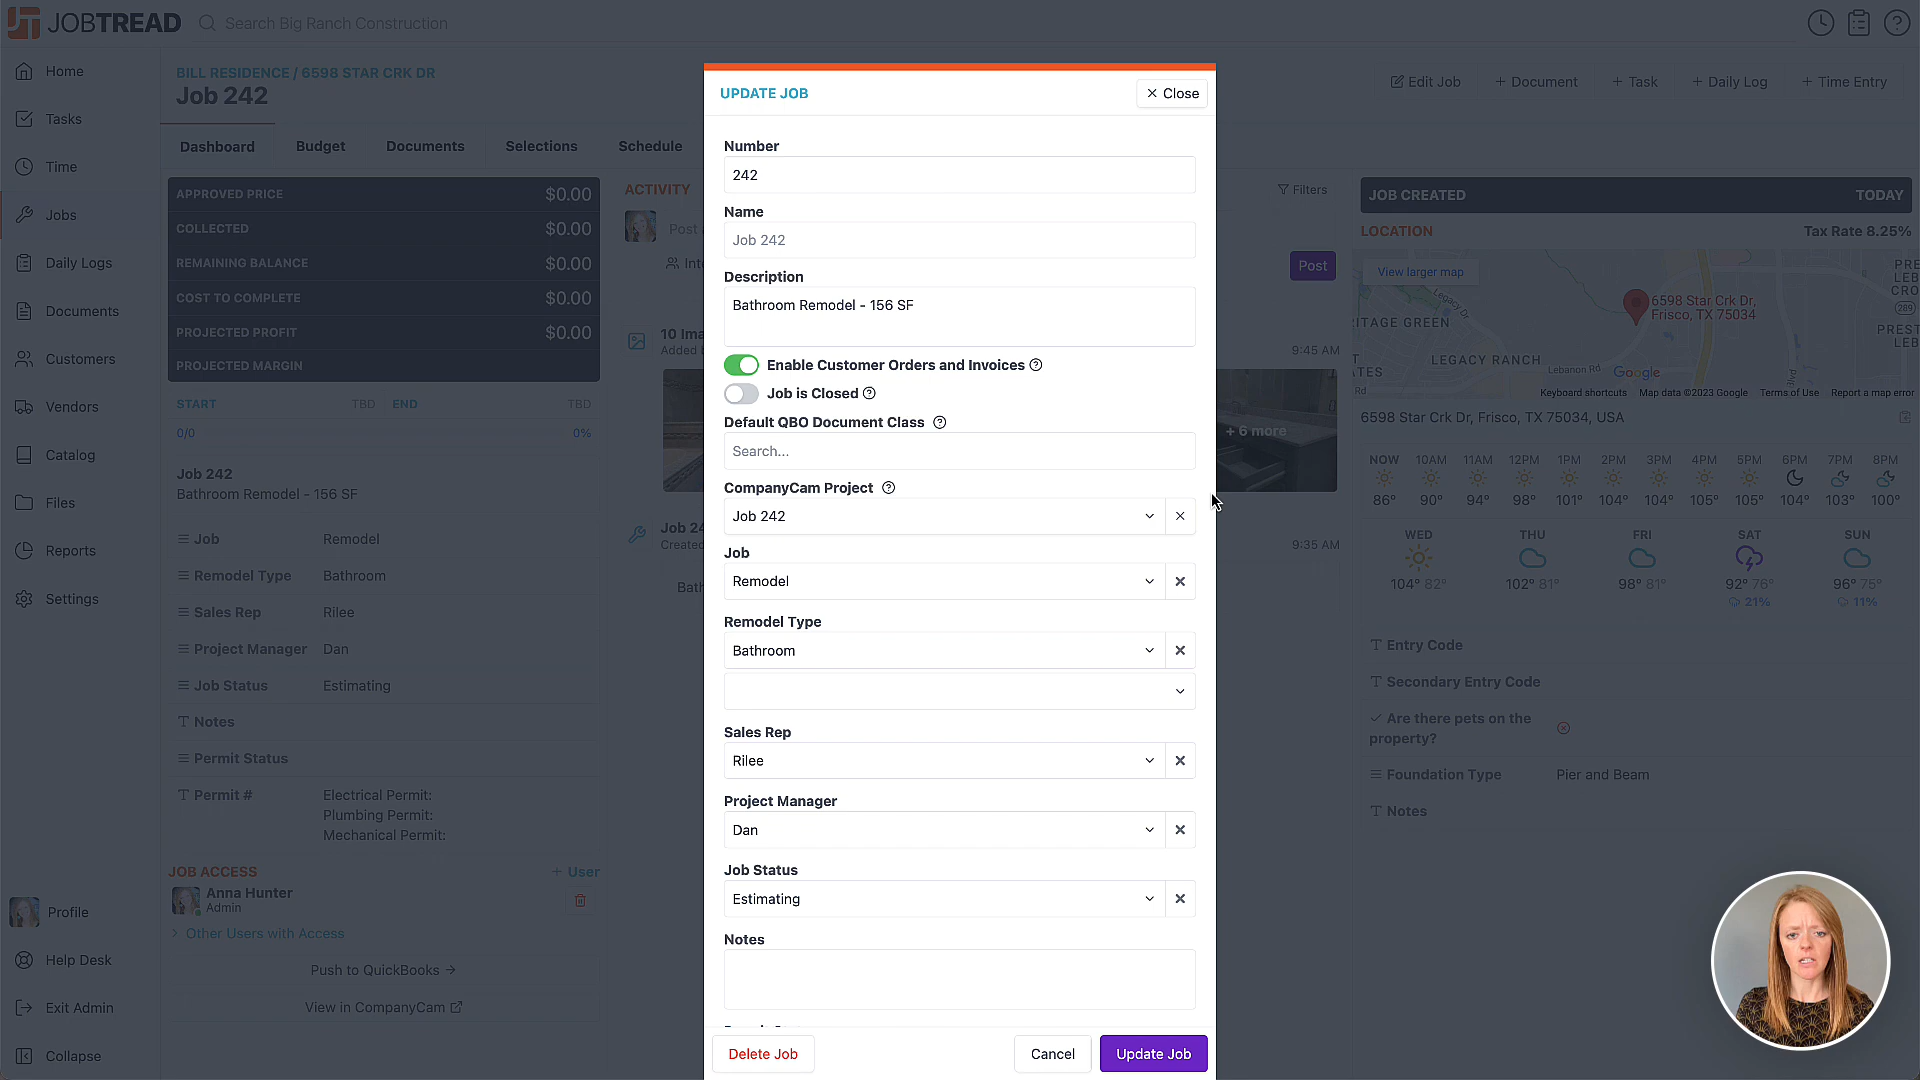 JOBTREAD
Search Big Ranch Construction
Home
Tasks
Time
Jobs
Daily Logs
Documents
Customers
Vendors
Catalog
Files
Reports
Settings
Profile
Help Desk
Exit Admin
Collapse
BILL RESIDENCE / 6598 STAR CRK DR
Job 242
Edit Job
+ Document
+ Task
+ Daily Log
+ Time Entry
Dashboard
Budget
Documents
Selections
Schedule
APPROVED PRICE $0.00
COLLECTED $0.00
REMAINING BALANCE $0.00
COST TO COMPLETE $0.00
PROJECTED PROFIT $0.00
PROJECTED MARGIN
START TBD END TBD
0/0 0%
Job 242
Bathroom Remodel - 156 SF
Job Remodel
Remodel Type Bathroom
Sales Rep Rilee
Project Manager Dan
Job Status Estimating
Notes
Permit Status
Permit # Electrical Permit:
Plumbing Permit:
Mechanical Permit:
JOB ACCESS + User
Anna Hunter
Admin
Other Users with Access
Push to QuickBooks
View in CompanyCam
ACTIVITY
Filters
Post
Post
10 Ima
Added b
9:45 AM
+ 6 more
Job 24
Created
9:35 AM
UPDATE JOB
Close
Number
242
Name
Job 242
Description
Bathroom Remodel - 156 SF
Enable Customer Orders and Invoices
Job is Closed
Default QBO Document Class
Search...
CompanyCam Project
Job 242
Job
Remodel
Remodel Type
Bathroom
Sales Rep
Rilee
Project Manager
Dan
Job Status
Estimating
Notes
Delete Job
Cancel
Update Job
JOB CREATED TODAY
LOCATION Tax Rate 8.25%
View larger map
6598 Star Crk Dr,
Frisco, TX 75034
Legacy Dr
LEGACY RANCH
Lebanon Rd
289
Google
Keyboard shortcuts
Map data ©2023 Google
Terms of Use
Report a map error
6598 Star Crk Dr, Frisco, TX 75034, USA
NOW 10AM 11AM 12PM 1PM 2PM 3PM 4PM 5PM 6PM 7PM 8PM
86° 90° 94° 98° 101° 104° 104° 105° 105° 104° 103° 100°
WED THU FRI SAT SUN
104° 82° 102° 81° 98° 81° 92° 76° 96° 75°
21% 11%
Entry Code
Secondary Entry Code
Are there pets on the
property?
Foundation Type Pier and Beam
Notes